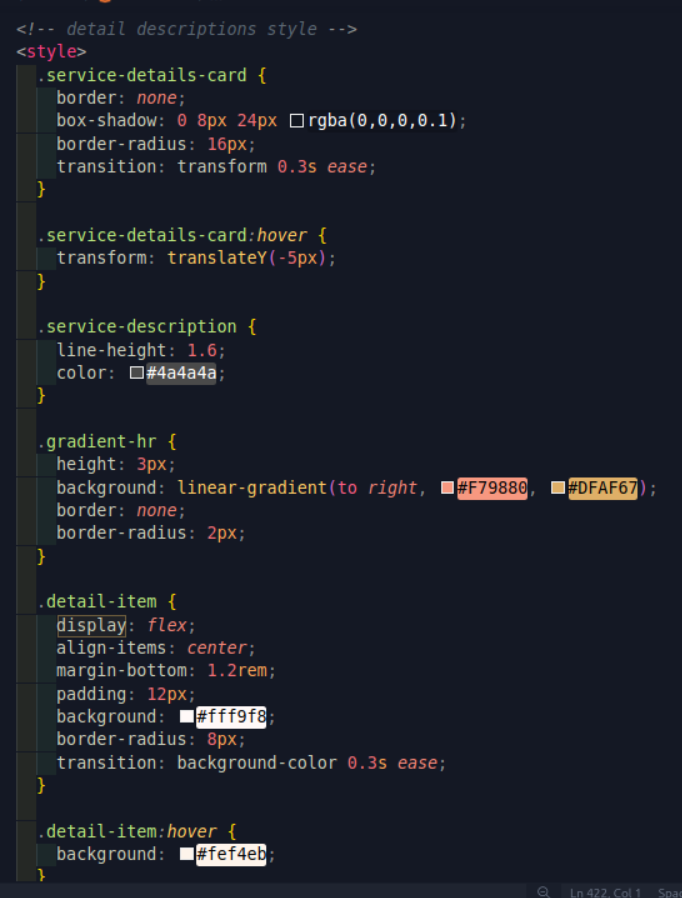 <!-- detail descriptions style -->
<style>
.service-details-card {
border: none;
box-shadow: 0 8px 24px rgba(0,0,0,0.1);
border-radius: 16px;
transition: transform 0.3s ease;
}
.service-details-card:hover {
transform: translateY(-5px);
}
.service-description {
line-height: 1.6;
color: #4a4a4a;
}
.gradient-hr {
height: 3px;
background: linear-gradient(to right, #F79880, #DFAF67);
border: none;
border-radius: 2px;
}
.detail-item {
display: flex;
align-items: center;
margin-bottom: 1.2rem;
padding: 12px;
background: #fff9f8;
border-radius: 8px;
transition: background-color 0.3s ease;
}
.detail-item:hover {
background: #fef4eb;
}
Ln 422, Col 1 Spac